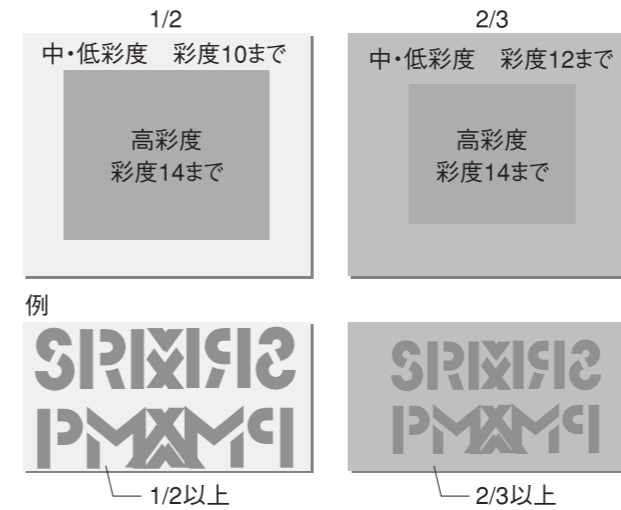 1/2
中・低彩度 彩度10まで
高彩度
彩度14まで
2/3
中・低彩度 彩度12まで
高彩度
彩度14まで
例
1/2以上
2/3以上